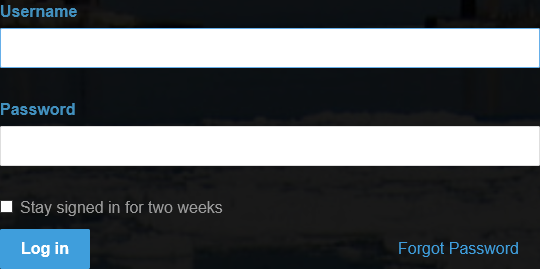 Username
Password
Stay signed in for two weeks
Log in
Forgot Password